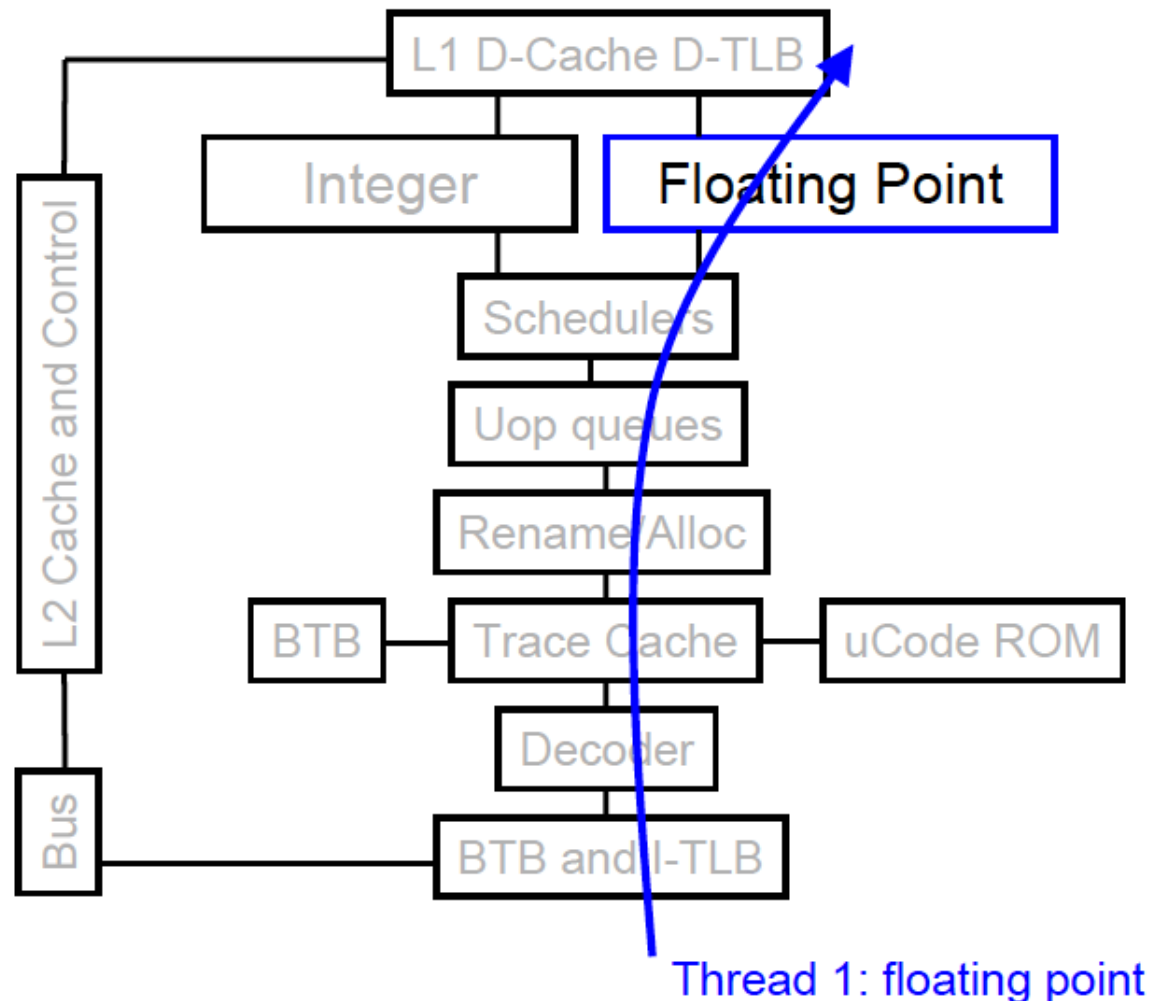 L1 D-Cache D-TLB
Integer
Floating Point
L2 Cache and Control
Schedulers
Uop queues
Rename/Alloc
BTB
Trace Cache
uCode ROM
Decoder
Bus
BTB and I-TLB
Thread 1: floating point